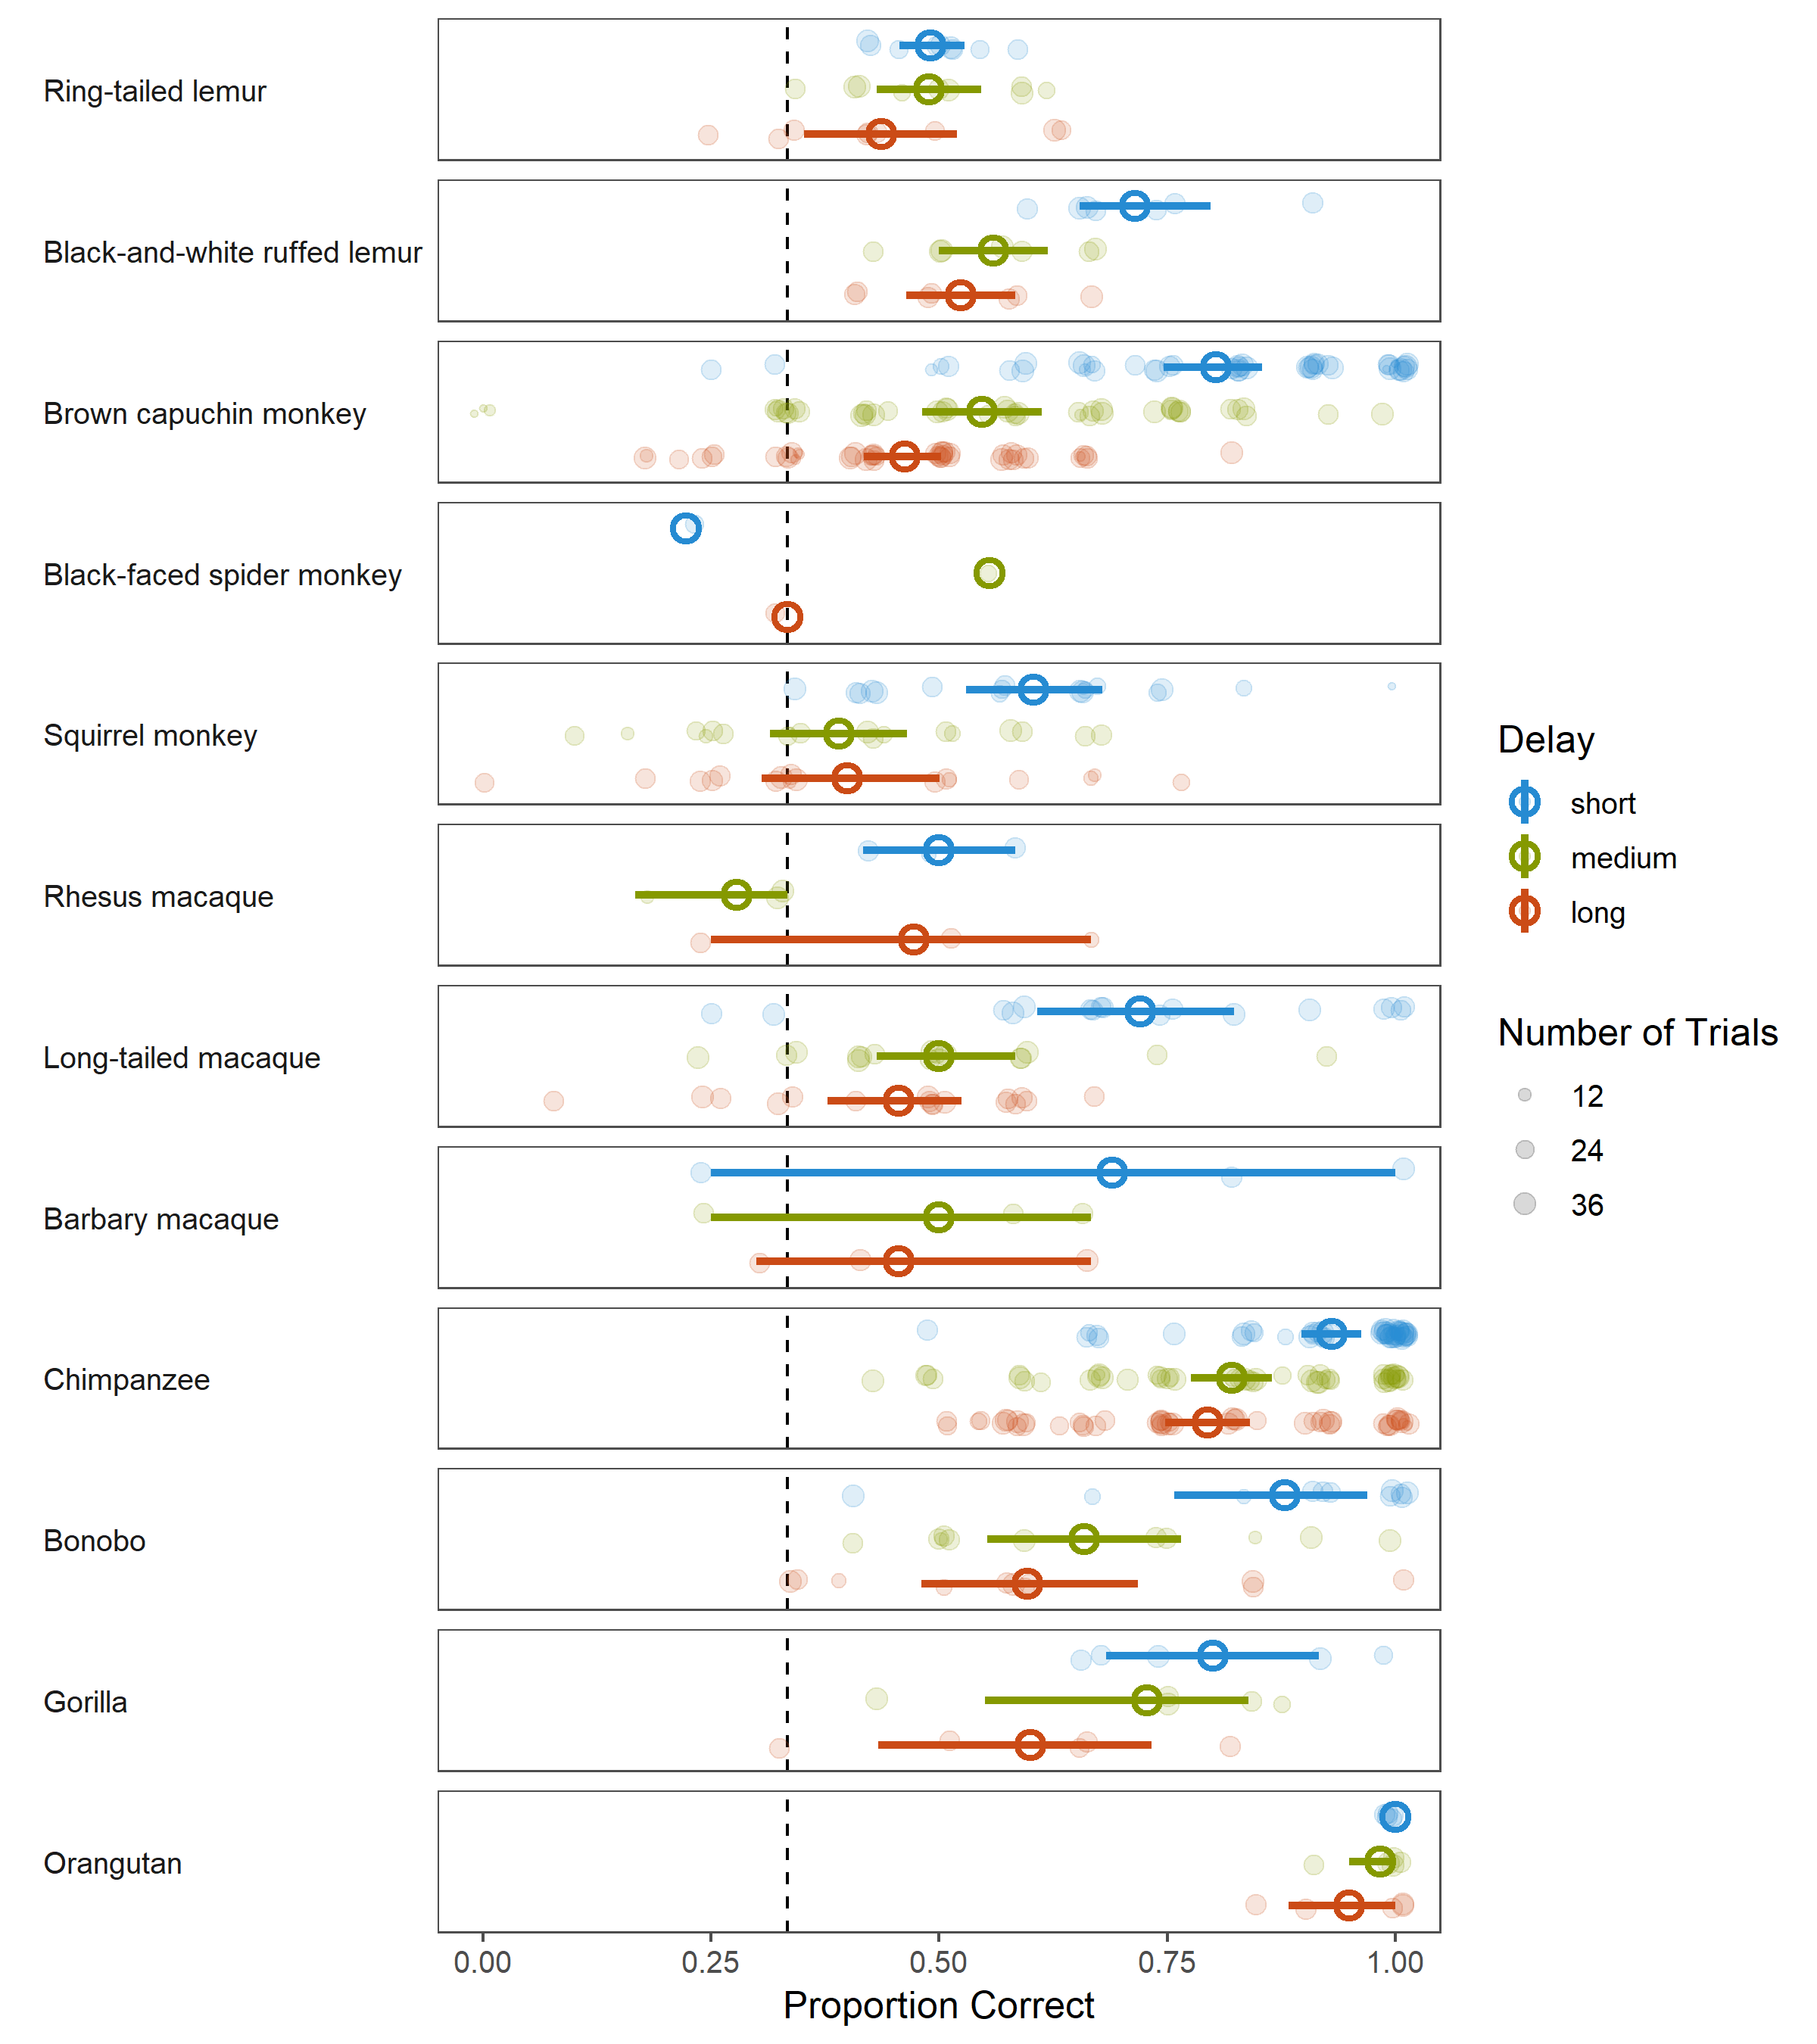 Ring-tailed lemur
Black-and-white ruffed lemur
Brown capuchin monkey
Black-faced spider monkey
Squirrel monkey
Rhesus macaque
Long-tailed macaque
Barbary macaque
Chimpanzee
Bonobo
Gorilla
Orangutan
0.00 0.25 0.50 0.75 1.00
Proportion Correct
Delay
short
medium
long
Number of Trials
12
24
36